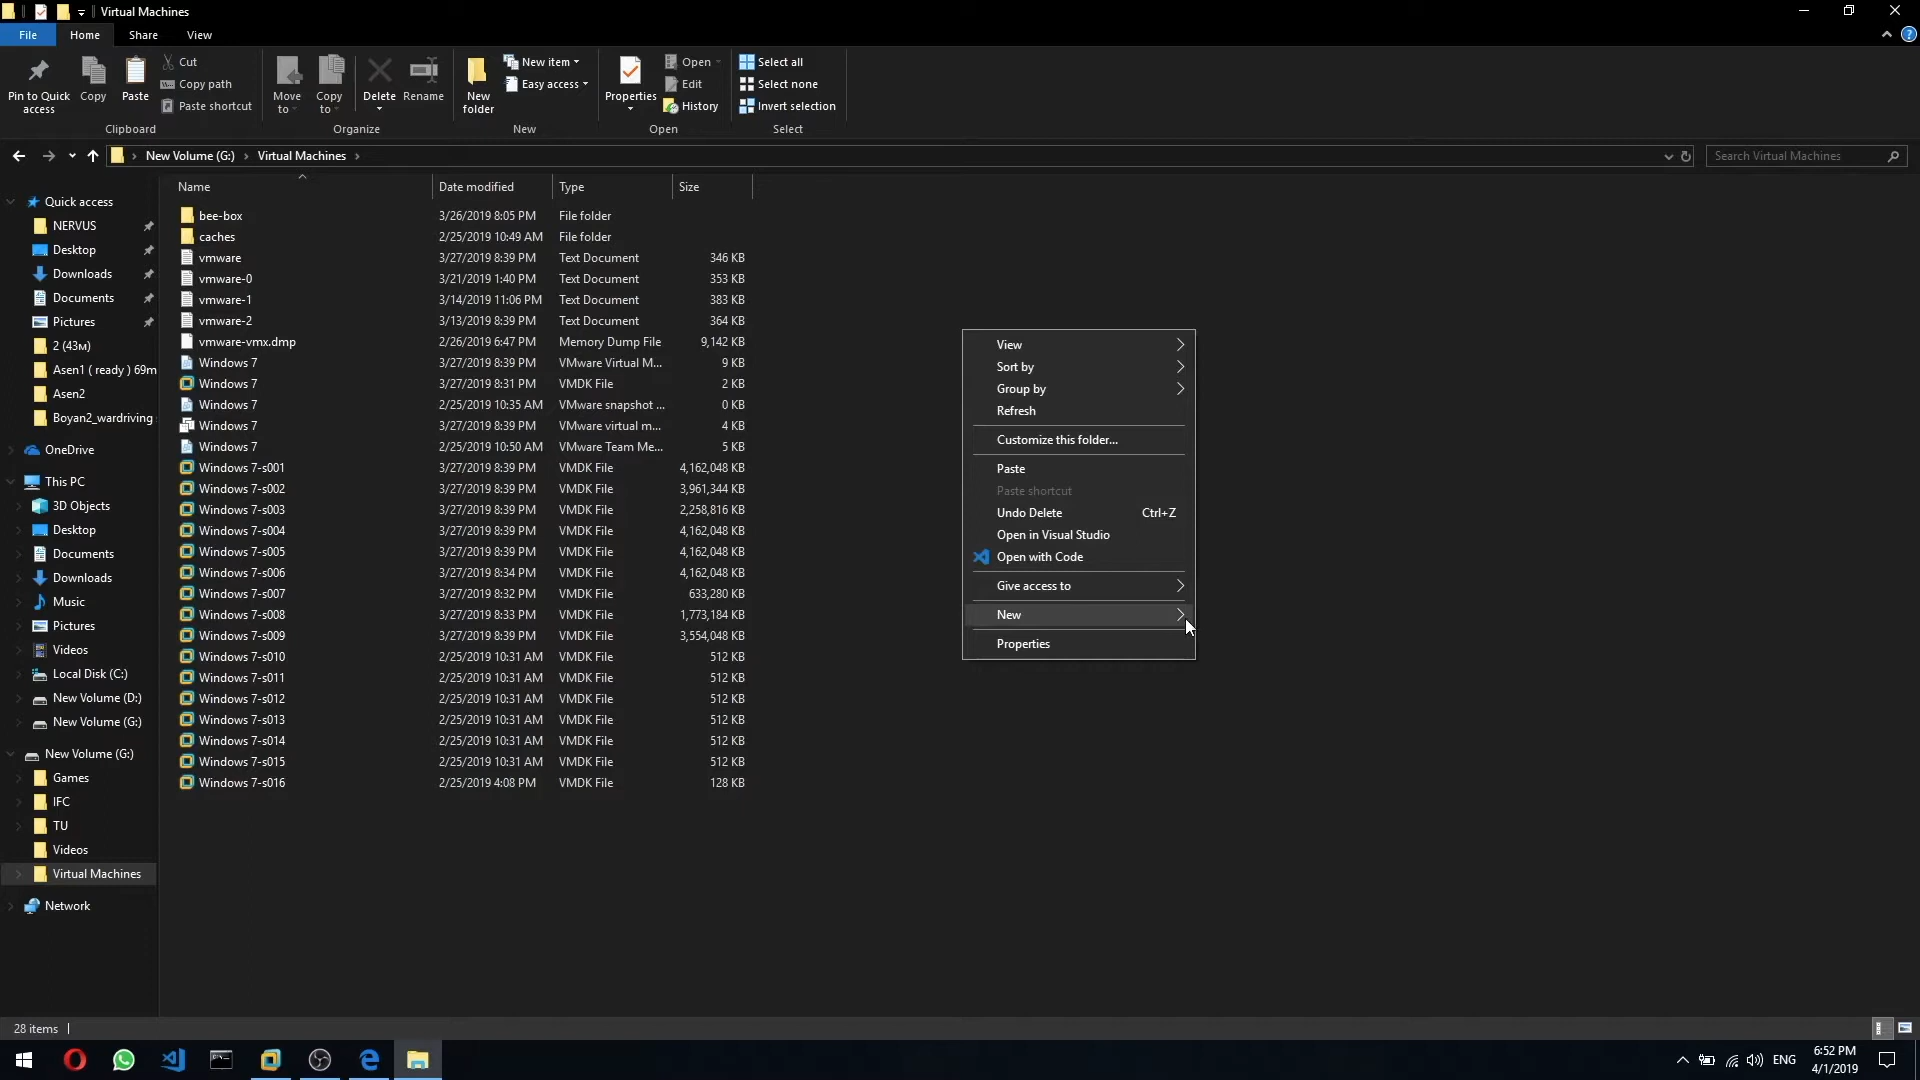 Virtual Machines
File Home Share View
Pin to Quick access
Copy
Paste
Cut
Copy path
Paste shortcut
Clipboard
Move to
Copy to
Delete
Rename
Organize
New folder
New item
Easy access
New
Properties
Open
Edit
History
Open
Select all
Select none
Invert selection
Select
New Volume (G:) Virtual Machines
Search Virtual Machines
Quick access
NERVUS
Desktop
Downloads
Documents
Pictures
2 (43м)
Asen1 ( ready ) 69m
Asen2
Boyan2_wardriving
OneDrive
This PC
3D Objects
Desktop
Documents
Downloads
Music
Pictures
Videos
Local Disk (C:)
New Volume (D:)
New Volume (G:)
New Volume (G:)
Games
IFC
TU
Videos
Virtual Machines
Network
Name Date modified Type Size
bee-box 3/26/2019 8:05 PM File folder
caches 2/25/2019 10:49 AM File folder
vmware 3/27/2019 8:39 PM Text Document 346 KB
vmware-0 3/21/2019 1:40 PM Text Document 353 KB
vmware-1 3/14/2019 11:06 PM Text Document 383 KB
vmware-2 3/13/2019 8:39 PM Text Document 364 KB
vmware-vmx.dmp 2/26/2019 6:47 PM Memory Dump File 9,142 KB
Windows 7 3/27/2019 8:39 PM VMware Virtual M... 9 KB
Windows 7 3/27/2019 8:31 PM VMDK File 2 KB
Windows 7 2/25/2019 10:35 AM VMware snapshot ... 0 KB
Windows 7 3/27/2019 8:39 PM VMware virtual m... 4 KB
Windows 7 2/25/2019 10:50 AM VMware Team Me... 5 KB
Windows 7-s001 3/27/2019 8:39 PM VMDK File 4,162,048 KB
Windows 7-s002 3/27/2019 8:39 PM VMDK File 3,961,344 KB
Windows 7-s003 3/27/2019 8:39 PM VMDK File 2,258,816 KB
Windows 7-s004 3/27/2019 8:39 PM VMDK File 4,162,048 KB
Windows 7-s005 3/27/2019 8:39 PM VMDK File 4,162,048 KB
Windows 7-s006 3/27/2019 8:34 PM VMDK File 4,162,048 KB
Windows 7-s007 3/27/2019 8:32 PM VMDK File 633,280 KB
Windows 7-s008 3/27/2019 8:33 PM VMDK File 1,773,184 KB
Windows 7-s009 3/27/2019 8:39 PM VMDK File 3,554,048 KB
Windows 7-s010 2/25/2019 10:31 AM VMDK File 512 KB
Windows 7-s011 2/25/2019 10:31 AM VMDK File 512 KB
Windows 7-s012 2/25/2019 10:31 AM VMDK File 512 KB
Windows 7-s013 2/25/2019 10:31 AM VMDK File 512 KB
Windows 7-s014 2/25/2019 10:31 AM VMDK File 512 KB
Windows 7-s015 2/25/2019 10:31 AM VMDK File 512 KB
Windows 7-s016 2/25/2019 4:08 PM VMDK File 128 KB
View
Sort by
Group by
Refresh
Customize this folder...
Paste
Paste shortcut
Undo Delete Ctrl+Z
Open in Visual Studio
Open with Code
Give access to
New
Properties
28 items
ENG
6:52 PM
4/1/2019